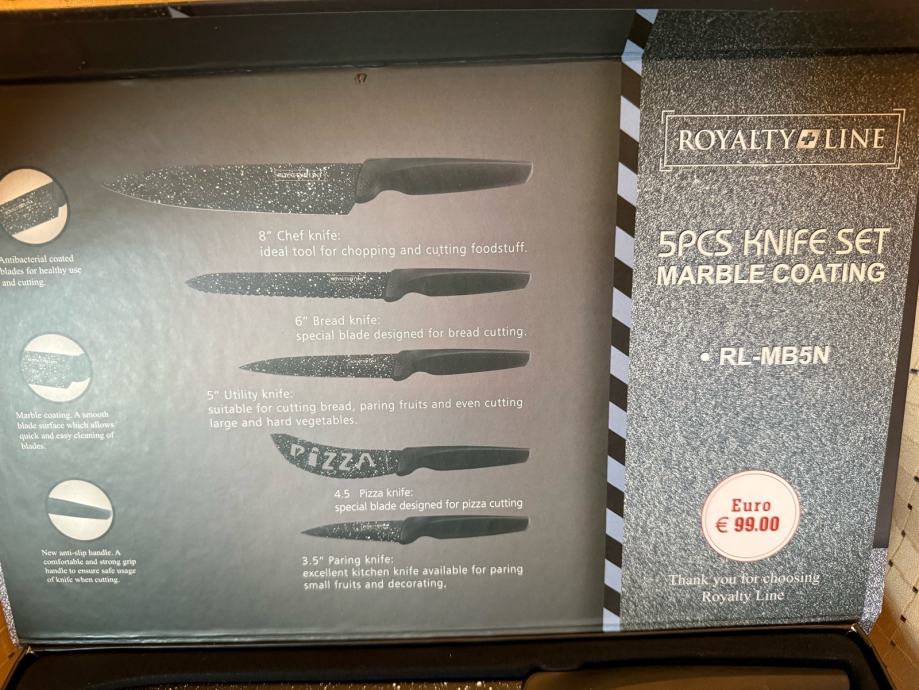 ROYALTY LINE
8" Chef knife:
ideal tool for chopping and cutting foodstuff.
Antibacterial coated
blades for healthy use
and cutting.
ROYALTY LINE
6" Bread knife:
special blade designed for bread cutting.
5" Utility knife:
suitable for cutting bread, paring fruits and even cutting
large and hard vegetables.
Marble coating. A smooth
blade surface which allows
quick and easy cleaning of
blades.
PIZZA
4.5 Pizza knife:
special blade designed for pizza cutting
3.5" Paring knife:
excellent kitchen knife available for paring
small fruits and decorating.
New anti-slip handle. A
comfortable and strong grip
handle to ensure safe usage
of knife when cutting.
ROYALTY LINE
5PCS KNIFE SET
MARBLE COATING
• RL-MB5N
Euro
€ 99.00
Thank you for choosing
Royalty Line